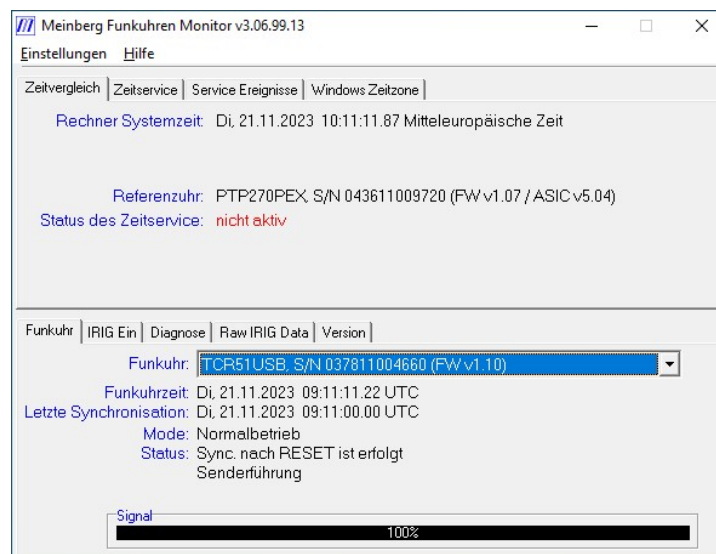 Meinberg Funkuhren Monitor v3.06.99.13
Einstellungen Hilfe
Zeitvergleich Zeitservice Service Ereignisse Windows Zeitzone
Rechner Systemzeit: Di, 21.11.2023 10:11:11.87 Mitteleuropäische Zeit
Referenzuhr: PTP270PEX, S/N 043611009720 (FW v1.07 / ASIC v5.04)
Status des Zeitservice: nicht aktiv
Funkuhr IRIG Ein Diagnose Raw IRIG Data Version
Funkuhr: TCR51USB, S/N 037811004660 (FW v1.10)
Funkuhrzeit: Di, 21.11.2023 09:11:11.22 UTC
Letzte Synchronisation: Di, 21.11.2023 09:11:00.00 UTC
Mode: Normalbetrieb
Status: Sync. nach RESET ist erfolgt
Senderführung
Signal
100%